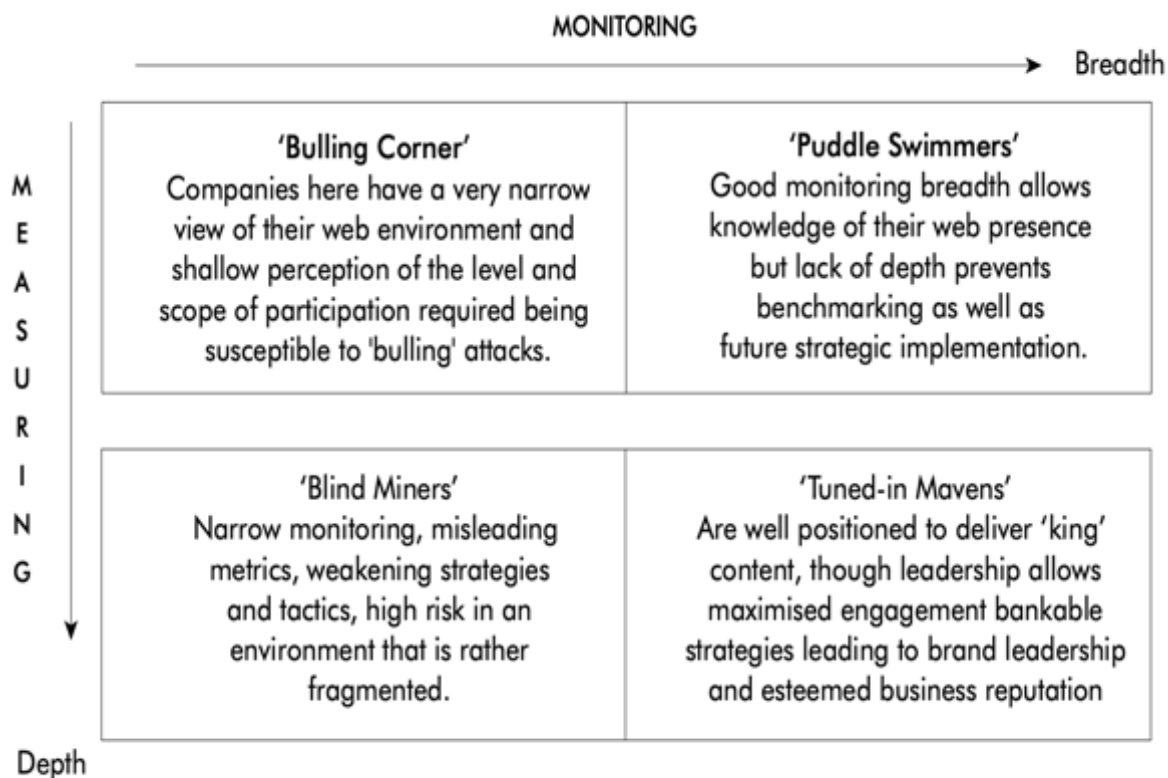 MONITORING
Breadth
MEASURING
'Bulling Corner'
Companies here have a very narrow
view of their web environment and
shallow perception of the level and
scope of participation required being
susceptible to 'bulling' attacks.
'Puddle Swimmers'
Good monitoring breadth allows
knowledge of their web presence
but lack of depth prevents
benchmarking as well as
future strategic implementation.
'Blind Miners'
Narrow monitoring, misleading
metrics, weakening strategies
and tactics, high risk in an
environment that is rather
fragmented.
'Tuned-in Mavens'
Are well positioned to deliver 'king'
content, though leadership allows
maximised engagement bankable
strategies leading to brand leadership
and esteemed business reputation
Depth